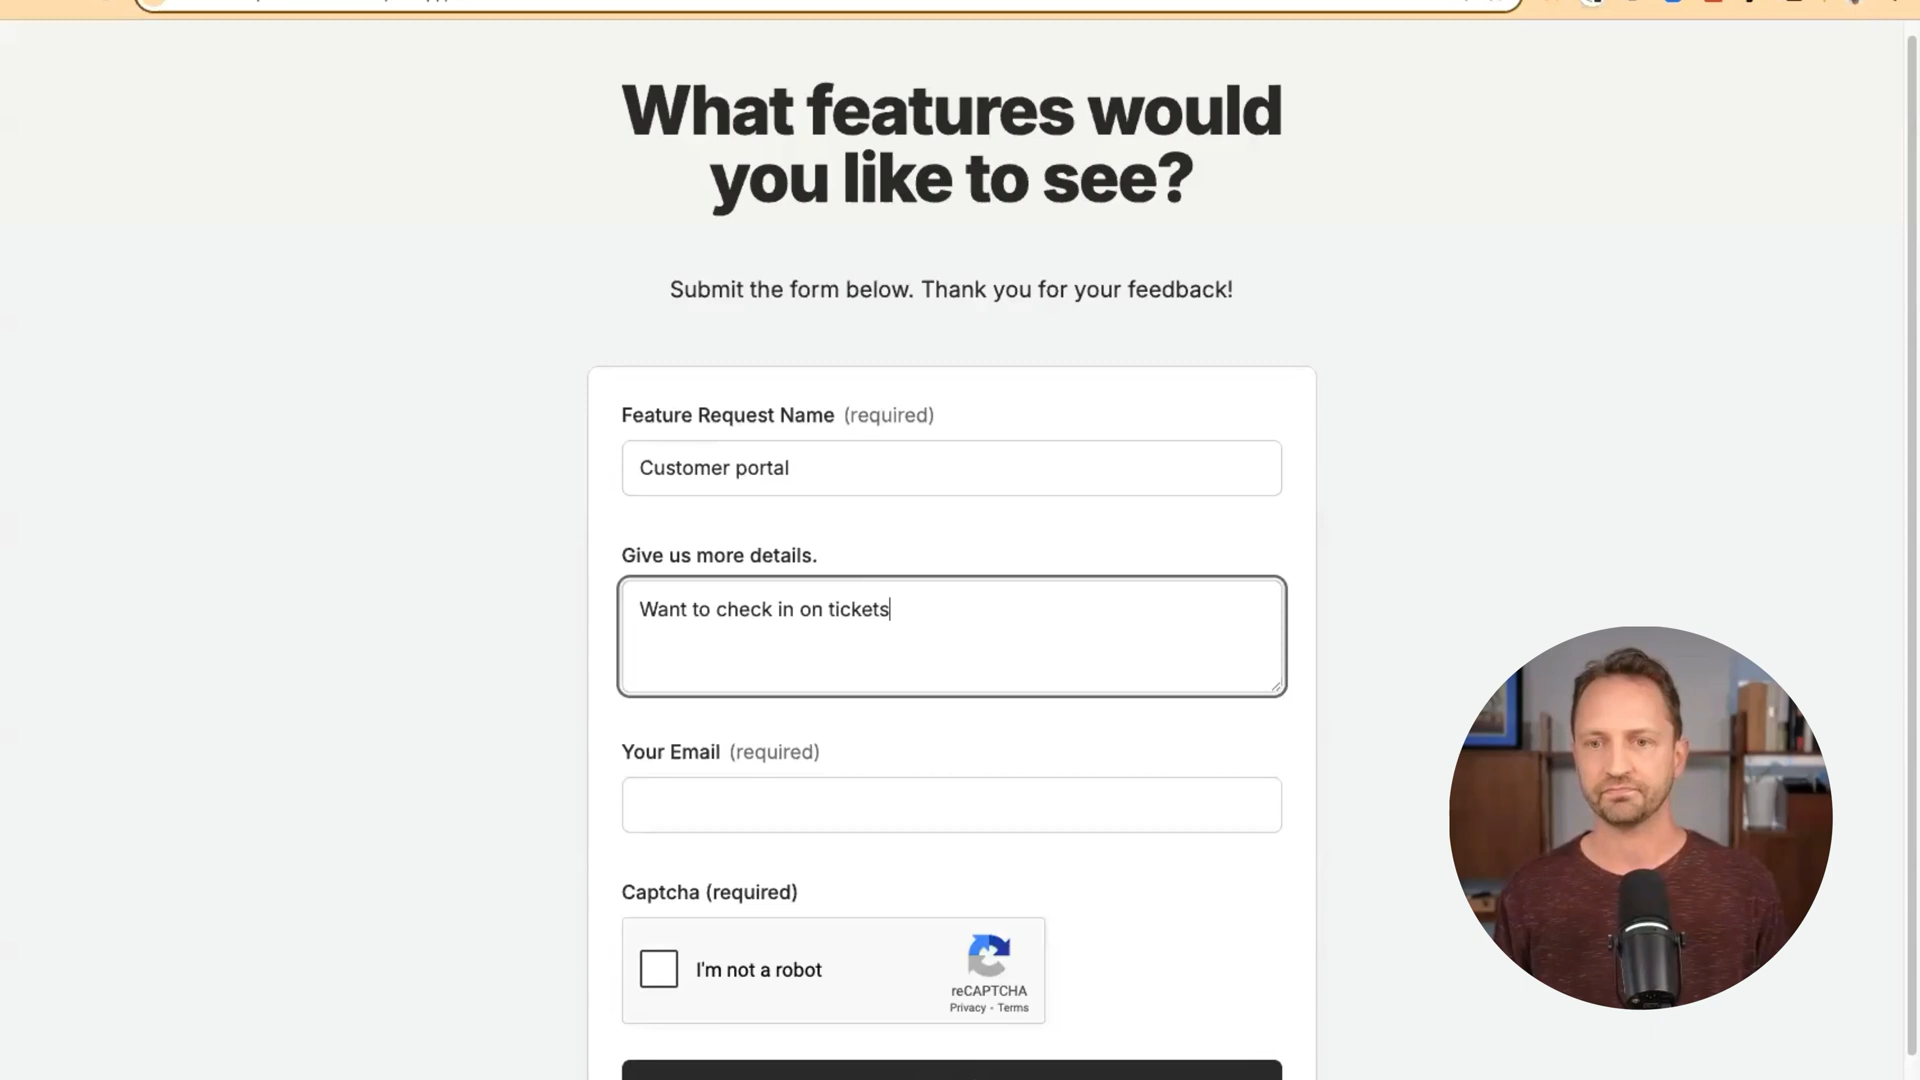 What features would
you like to see?
Submit the form below. Thank you for your feedback!
Feature Request Name (required)
Customer portal
Give us more details.
Want to check in on tickets
Your Email (required)
Captcha (required)
I'm not a robot
reCAPTCHA
Privacy - Terms